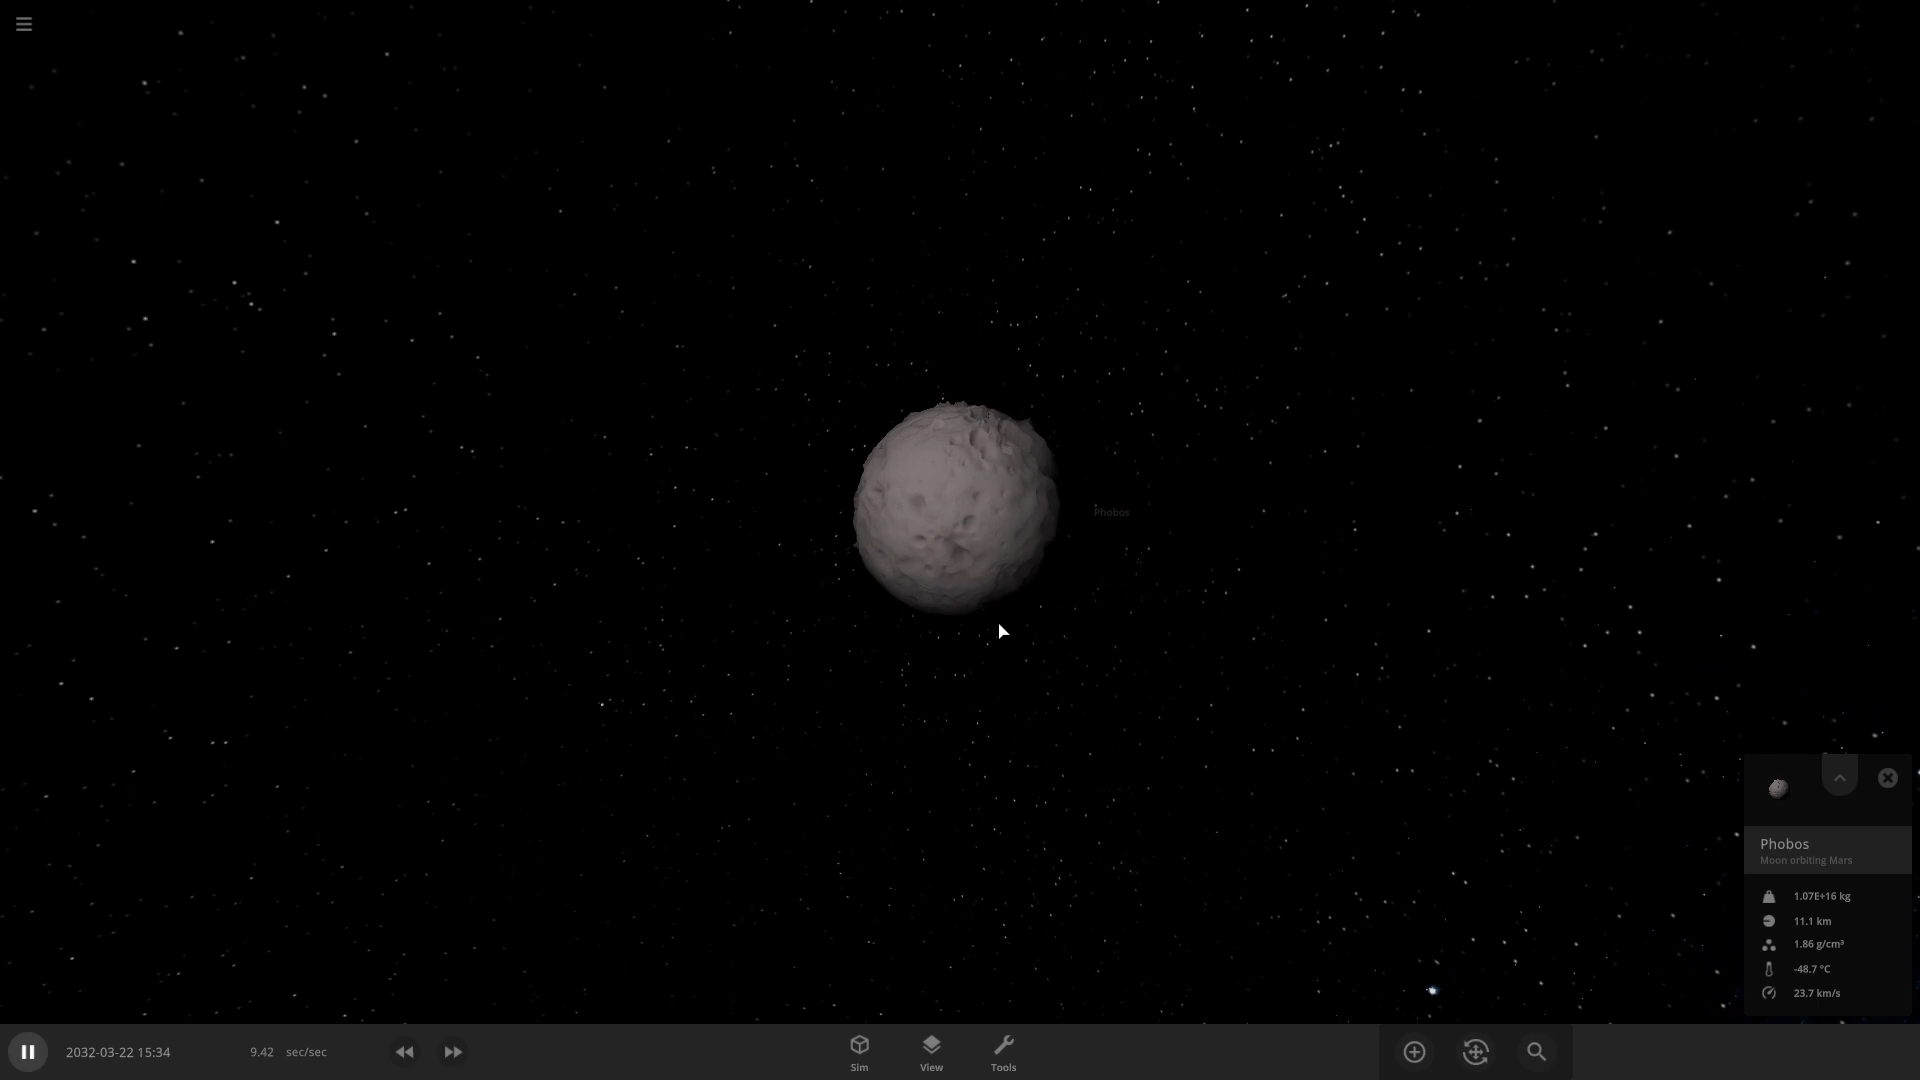 Phobos
Phobos
Moon orbiting Mars
1.07E+16 kg
11.1 km
1.86 g/cm³
-48.7 °C
23.7 km/s
2032-03-22 15:34
9.42 sec/sec
Sim
View
Tools